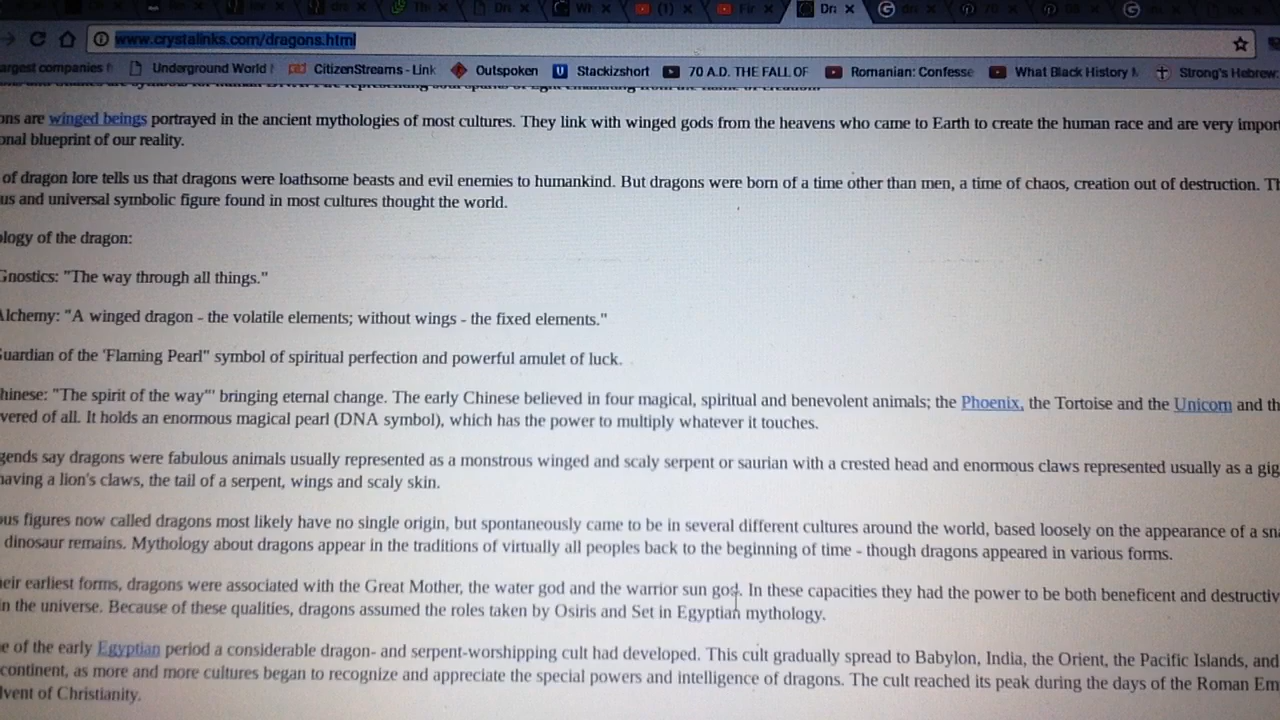 www.crystalinks.com/dragons.html
argest companies Underground World CitizenStreams - Link Outspoken Stackizshort 70 A.D. THE FALL OF Romanian: Confesse What Black History Strong's Hebrew:
ons are winged beings portrayed in the ancient mythologies of most cultures. They link with winged gods from the heavens who came to Earth to create the human race and are very impor
onal blueprint of our reality.
of dragon lore tells us that dragons were loathsome beasts and evil enemies to humankind. But dragons were born of a time other than men, a time of chaos, creation out of destruction. Th
us and universal symbolic figure found in most cultures thought the world.
ology of the dragon:
Gnostics: "The way through all things."
Alchemy: "A winged dragon - the volatile elements; without wings - the fixed elements."
Guardian of the 'Flaming Pearl" symbol of spiritual perfection and powerful amulet of luck.
hinese: "The spirit of the way"' bringing eternal change. The early Chinese believed in four magical, spiritual and benevolent animals; the Phoenix, the Tortoise and the Unicorn and th
vered of all. It holds an enormous magical pearl (DNA symbol), which has the power to multiply whatever it touches.
gends say dragons were fabulous animals usually represented as a monstrous winged and scaly serpent or saurian with a crested head and enormous claws represented usually as a gig
having a lion's claws, the tail of a serpent, wings and scaly skin.
ous figures now called dragons most likely have no single origin, but spontaneously came to be in several different cultures around the world, based loosely on the appearance of a sna
dinosaur remains. Mythology about dragons appear in the traditions of virtually all peoples back to the beginning of time - though dragons appeared in various forms.
heir earliest forms, dragons were associated with the Great Mother, the water god and the warrior sun god. In these capacities they had the power to be both beneficent and destructiv
in the universe. Because of these qualities, dragons assumed the roles taken by Osiris and Set in Egyptian mythology.
e of the early Egyptian period a considerable dragon- and serpent-worshipping cult had developed. This cult gradually spread to Babylon, India, the Orient, the Pacific Islands, and
continent, as more and more cultures began to recognize and appreciate the special powers and intelligence of dragons. The cult reached its peak during the days of the Roman Em
lvent of Christianity.